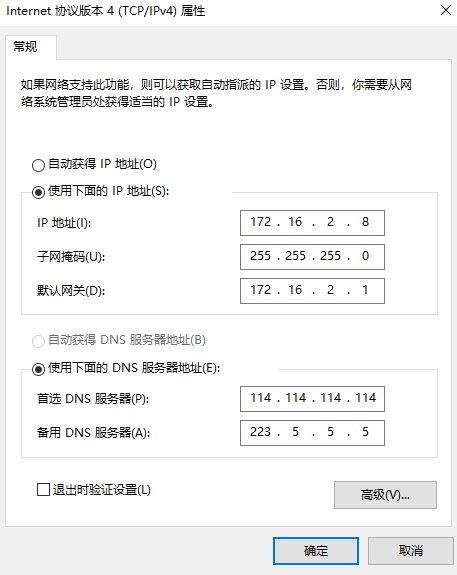 Internet 协议版本 4 (TCP/IPv4) 属性
常规
如果网络支持此功能，则可以获取自动指派的 IP 设置。否则，你需要从网
络系统管理员处获得适当的 IP 设置。
自动获得 IP 地址(O)
使用下面的 IP 地址(S):
IP 地址(I): 172 . 16 . 2 . 8
子网掩码(U): 255 . 255 . 255 . 0
默认网关(D): 172 . 16 . 2 . 1
自动获得 DNS 服务器地址(B)
使用下面的 DNS 服务器地址(E):
首选 DNS 服务器(P): 114 . 114 . 114 . 114
备用 DNS 服务器(A): 223 . 5 . 5 . 5
退出时验证设置(L)
高级(V)...
确定 取消